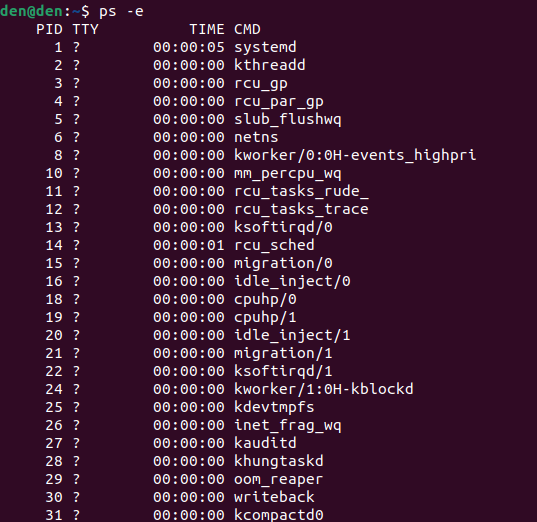 den@den:~$ ps -e
PID TTY TIME CMD
1 ? 00:00:05 systemd
2 ? 00:00:00 kthreadd
3 ? 00:00:00 rcu_gp
4 ? 00:00:00 rcu_par_gp
5 ? 00:00:00 slub_flushwq
6 ? 00:00:00 netns
8 ? 00:00:00 kworker/0:0H-events_highpri
10 ? 00:00:00 mm_percpu_wq
11 ? 00:00:00 rcu_tasks_rude_
12 ? 00:00:00 rcu_tasks_trace
13 ? 00:00:00 ksoftirqd/0
14 ? 00:00:01 rcu_sched
15 ? 00:00:00 migration/0
16 ? 00:00:00 idle_inject/0
18 ? 00:00:00 cpuhp/0
19 ? 00:00:00 cpuhp/1
20 ? 00:00:00 idle_inject/1
21 ? 00:00:00 migration/1
22 ? 00:00:00 ksoftirqd/1
24 ? 00:00:00 kworker/1:0H-kblockd
25 ? 00:00:00 kdevtmpfs
26 ? 00:00:00 inet_frag_wq
27 ? 00:00:00 kauditd
28 ? 00:00:00 khungtaskd
29 ? 00:00:00 oom_reaper
30 ? 00:00:00 writeback
31 ? 00:00:00 kcompactd0